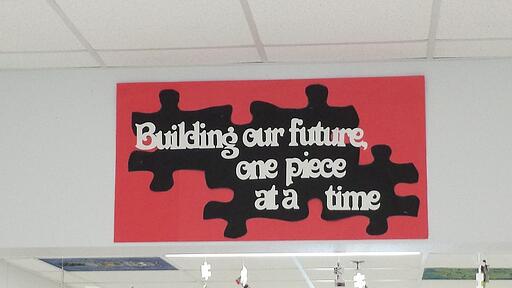 Building our future,
one piece
at a time